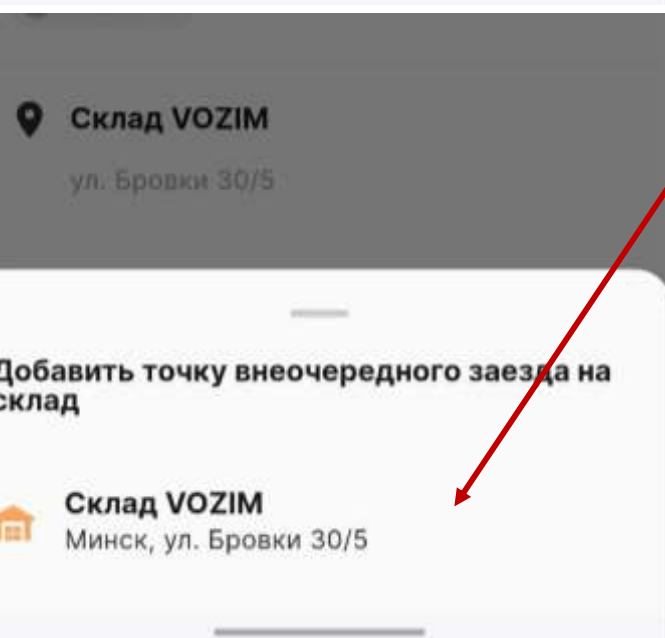 Склад VOZIM
ул. Бровки 30/5
Добавить точку внеочередного заезда на
склад
Склад VOZIM
Минск, ул. Бровки 30/5